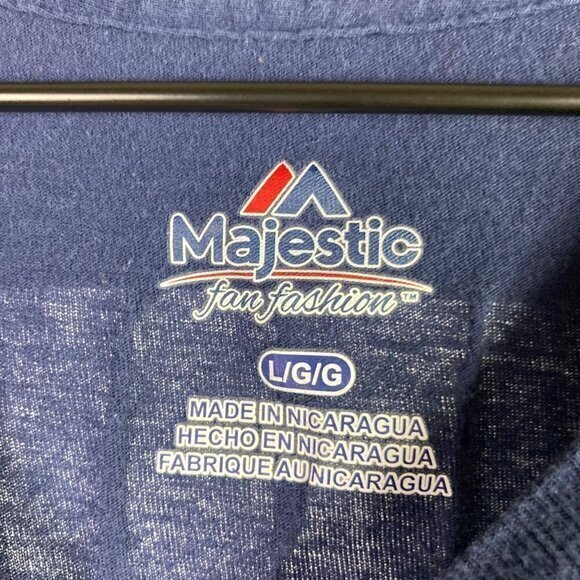 Majestic
fan fashion™
L/G/G
MADE IN NICARAGUA
HECHO EN NICARAGUA
FABRIQUE AU NICARAGUA